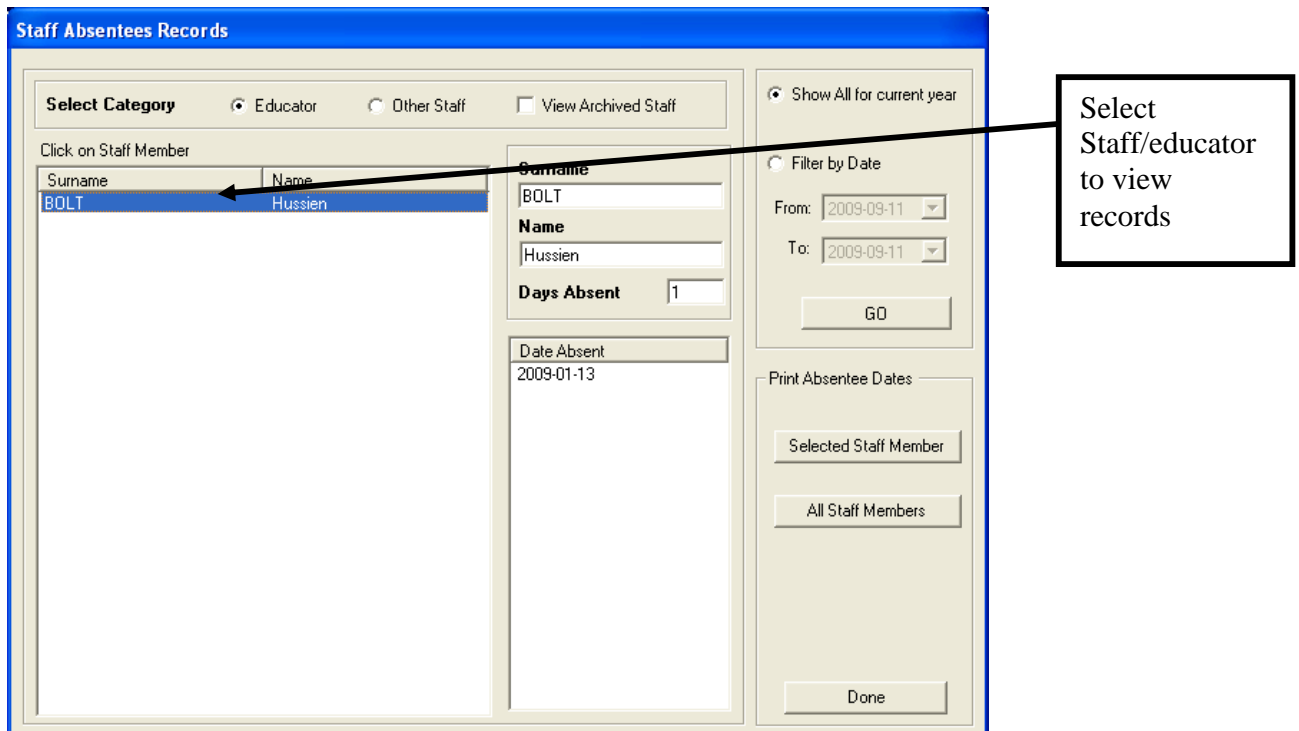 Staff Absentees Records
Select Category Educator Other Staff View Archived Staff
Click on Staff Member
Surname Name
BOLT Hussien
Surname
BOLT
Name
Hussien
Days Absent 1
Date Absent
2009-01-13
Show All for current year
Filter by Date
From: 2009-09-11
To: 2009-09-11
GO
Print Absentee Dates
Selected Staff Member
All Staff Members
Done
Select
Staff/educator
to view
records